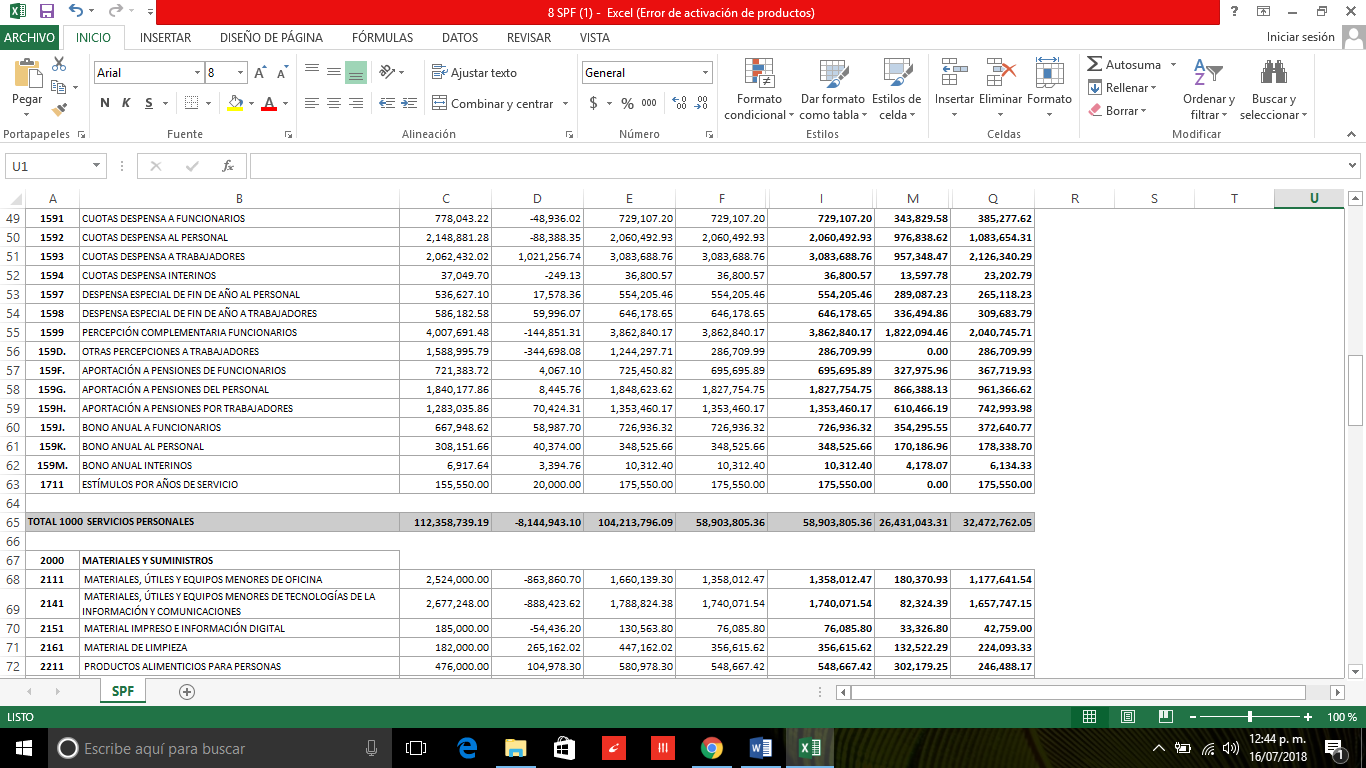 8 SPF (1) - Excel (Error de activación de productos)
ARCHIVO INICIO INSERTAR DISEÑO DE PÁGINA FÓRMULAS DATOS REVISAR VISTA Iniciar sesión
Pegar Arial 8 Ajustar texto General Formato condicional Dar formato como tabla Estilos de celda Insertar Eliminar Formato Autosuma Rellenar Borrar Ordenar y filtrar Buscar y seleccionar
N K S Combinar y centrar $ % 000
Portapapeles Fuente Alineación Número Estilos Celdas Modificar
U1 fx
A B C D E F I M Q R S T U
49 1591 CUOTAS DESPENSA A FUNCIONARIOS 778,043.22 -48,936.02 729,107.20 729,107.20 729,107.20 343,829.58 385,277.62
50 1592 CUOTAS DESPENSA AL PERSONAL 2,148,881.28 -88,388.35 2,060,492.93 2,060,492.93 2,060,492.93 976,838.62 1,083,654.31
51 1593 CUOTAS DESPENSA A TRABAJADORES 2,062,432.02 1,021,256.74 3,083,688.76 3,083,688.76 3,083,688.76 957,348.47 2,126,340.29
52 1594 CUOTAS DESPENSA INTERINOS 37,049.70 -249.13 36,800.57 36,800.57 36,800.57 13,597.78 23,202.79
53 1597 DESPENSA ESPECIAL DE FIN DE AÑO AL PERSONAL 536,627.10 17,578.36 554,205.46 554,205.46 554,205.46 289,087.23 265,118.23
54 1598 DESPENSA ESPECIAL DE FIN DE AÑO A TRABAJADORES 586,182.58 59,996.07 646,178.65 646,178.65 646,178.65 336,494.86 309,683.79
55 1599 PERCEPCIÓN COMPLEMENTARIA FUNCIONARIOS 4,007,691.48 -144,851.31 3,862,840.17 3,862,840.17 3,862,840.17 1,822,094.46 2,040,745.71
56 159D. OTRAS PERCEPCIONES A TRABAJADORES 1,588,995.79 -344,698.08 1,244,297.71 286,709.99 286,709.99 0.00 286,709.99
57 159F. APORTACIÓN A PENSIONES DE FUNCIONARIOS 721,383.72 4,067.10 725,450.82 695,695.89 695,695.89 327,975.96 367,719.93
58 159G. APORTACIÓN A PENSIONES DEL PERSONAL 1,840,177.86 8,445.76 1,848,623.62 1,827,754.75 1,827,754.75 866,388.13 961,366.62
59 159H. APORTACIÓN A PENSIONES POR TRABAJADORES 1,283,035.86 70,424.31 1,353,460.17 1,353,460.17 1,353,460.17 610,466.19 742,993.98
60 159J. BONO ANUAL A FUNCIONARIOS 667,948.62 58,987.70 726,936.32 726,936.32 726,936.32 354,295.55 372,640.77
61 159K. BONO ANUAL AL PERSONAL 308,151.66 40,374.00 348,525.66 348,525.66 348,525.66 170,186.96 178,338.70
62 159M. BONO ANUAL INTERINOS 6,917.64 3,394.76 10,312.40 10,312.40 10,312.40 4,178.07 6,134.33
63 1711 ESTÍMULOS POR AÑOS DE SERVICIO 155,550.00 20,000.00 175,550.00 175,550.00 175,550.00 0.00 175,550.00
64
65 TOTAL 1000 SERVICIOS PERSONALES 112,358,739.19 -8,144,943.10 104,213,796.09 58,903,805.36 58,903,805.36 26,431,043.31 32,472,762.05
66
67 2000 MATERIALES Y SUMINISTROS
68 2111 MATERIALES, ÚTILES Y EQUIPOS MENORES DE OFICINA 2,524,000.00 -863,860.70 1,660,139.30 1,358,012.47 1,358,012.47 180,370.93 1,177,641.54
69 2141 MATERIALES, ÚTILES Y EQUIPOS MENORES DE TECNOLOGÍAS DE LA INFORMACIÓN Y COMUNICACIONES 2,677,248.00 -888,423.62 1,788,824.38 1,740,071.54 1,740,071.54 82,324.39 1,657,747.15
70 2151 MATERIAL IMPRESO E INFORMACIÓN DIGITAL 185,000.00 -54,436.20 130,563.80 76,085.80 76,085.80 33,326.80 42,759.00
71 2161 MATERIAL DE LIMPIEZA 182,000.00 265,162.02 447,162.02 356,615.62 356,615.62 132,522.29 224,093.33
72 2211 PRODUCTOS ALIMENTICIOS PARA PERSONAS 476,000.00 104,978.30 580,978.30 548,667.42 548,667.42 302,179.25 246,488.17
SPF
LISTO 100 %
Escribe aquí para buscar 12:44 p. m.
16/07/2018